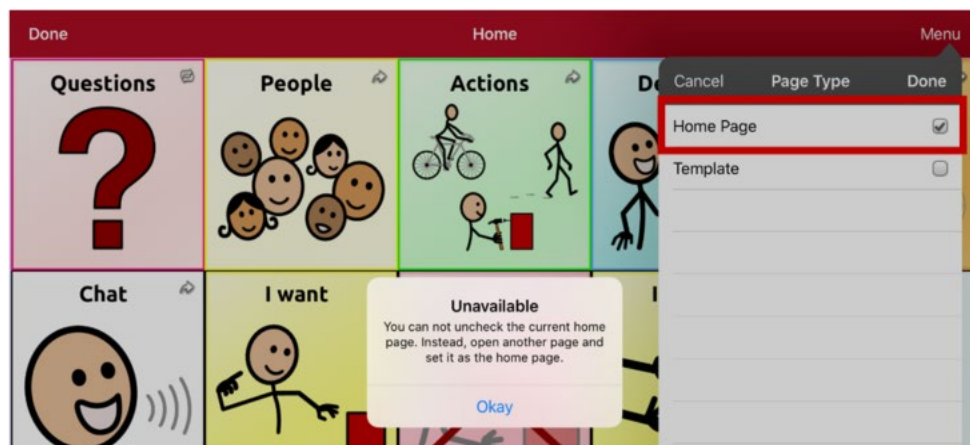 Done
Home
Menu
Questions
People
Actions
Cancel
Page Type
Done
Home Page
Template
Chat
I want
Unavailable
You can not uncheck the current home
page. Instead, open another page and
set it as the home page.
Okay